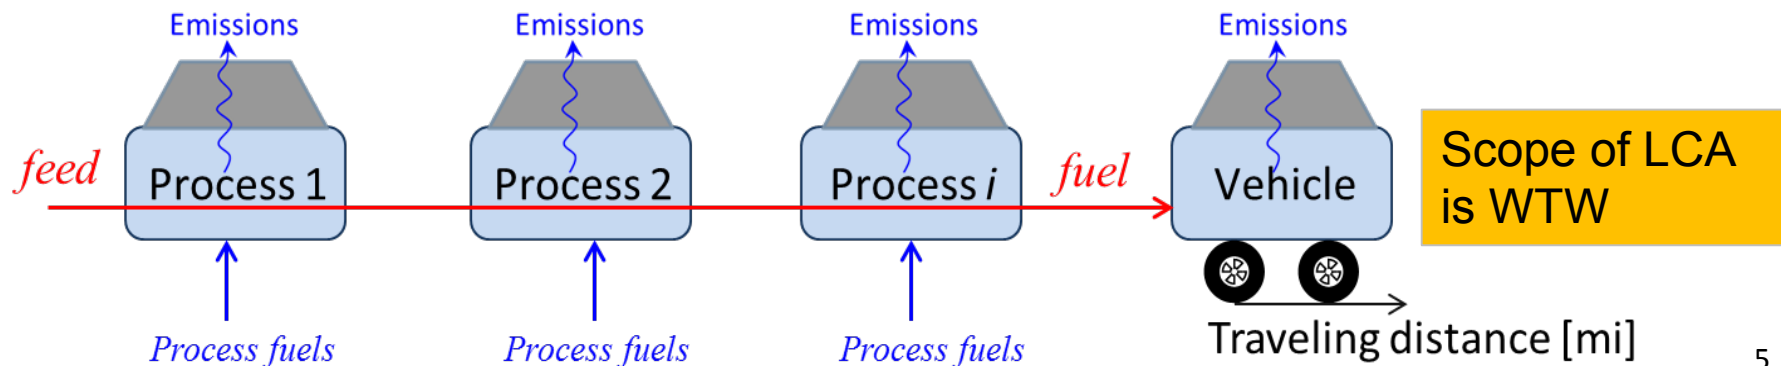 Emissions
Emissions
Emissions
Emissions
feed
Process 1
Process 2
Process i
fuel
Vehicle
Scope of LCA
is WTW
Process fuels
Process fuels
Process fuels
Traveling distance [mi]
5